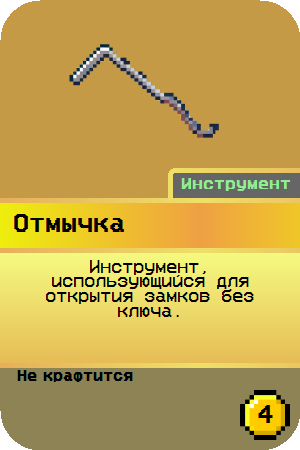 Инструмент
Отмычка
Инструмент,
использующийся для
открытия замков без
ключа.
Не крафтится
4